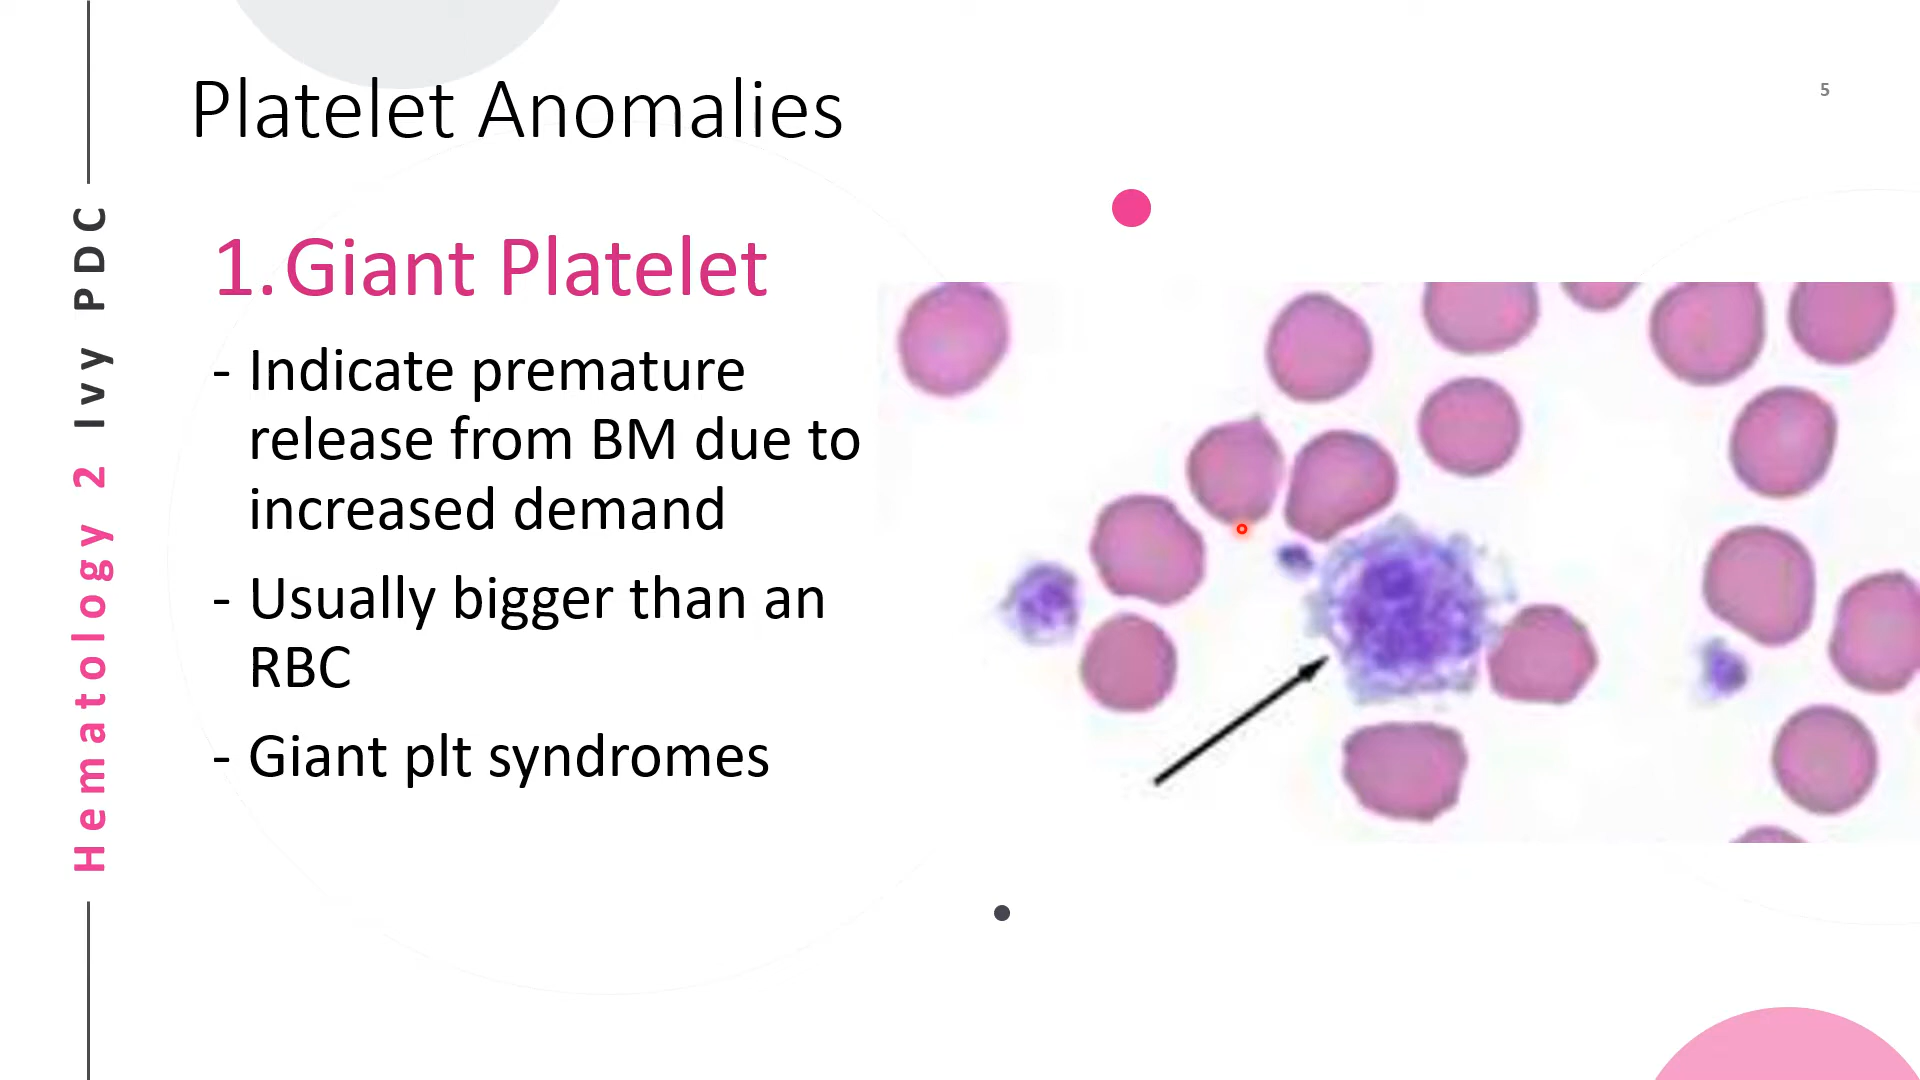 Platelet Anomalies
5
Hematology 2 Ivy PDC
1. Giant Platelet
- Indicate premature
release from BM due to
increased demand
- Usually bigger than an
RBC
- Giant plt syndromes